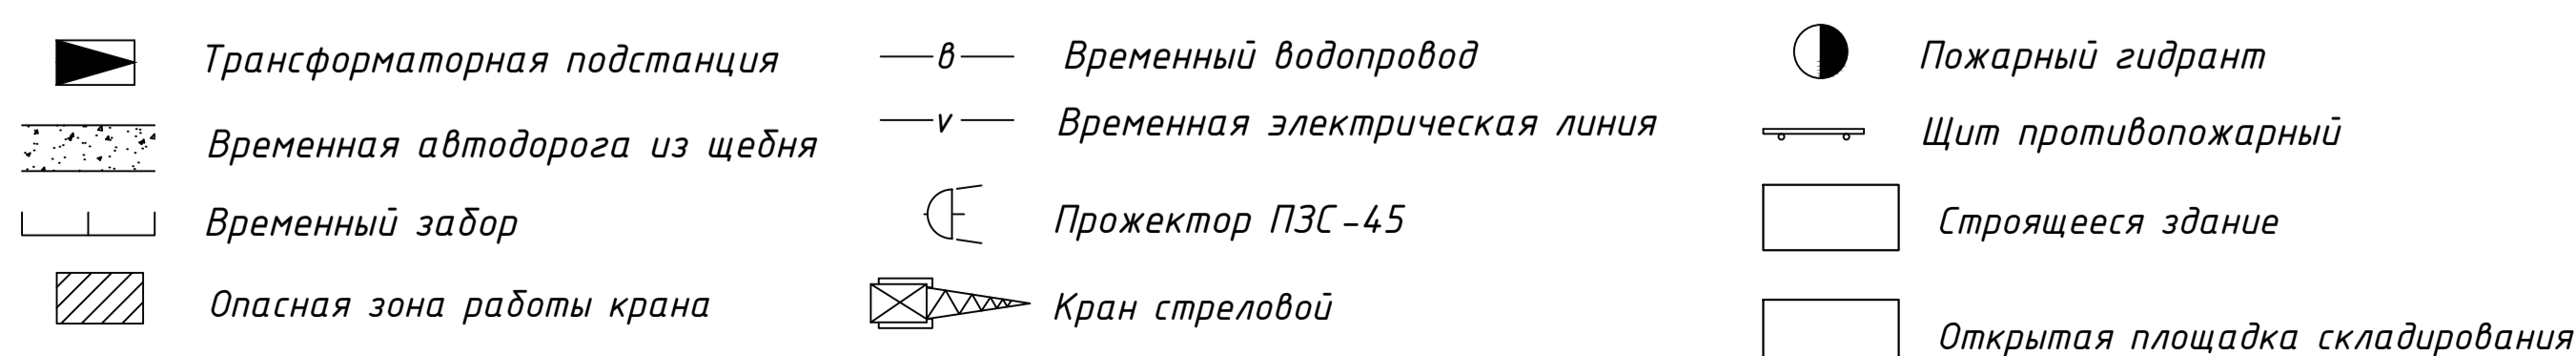 Трансформаторная подстанция
Временная автодорога из щебня
Временный забор
Опасная зона работы крана
в
Временный водопровод
v
Временная электрическая линия
Прожектор ПЗС-45
Кран стреловой
Пожарный гидрант
Щит противопожарный
Строящееся здание
Открытая площадка складирования